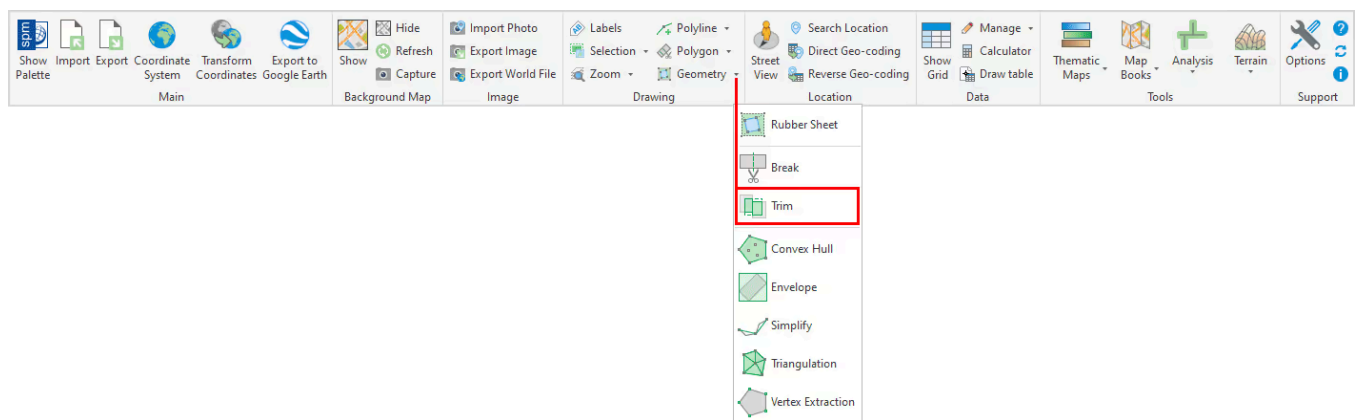 spm
Show Palette
Import
Export
Coordinate System
Transform Coordinates
Export to Google Earth
Main
Show
Hide
Refresh
Capture
Background Map
Import Photo
Export Image
Export World File
Image
Labels
Selection
Zoom
Polyline
Polygon
Geometry
Drawing
Street View
Search Location
Direct Geo-coding
Reverse Geo-coding
Location
Show Grid
Manage
Calculator
Draw table
Data
Thematic Maps
Map Books
Analysis
Terrain
Tools
Options
Support
Rubber Sheet
Break
Trim
Convex Hull
Envelope
Simplify
Triangulation
Vertex Extraction